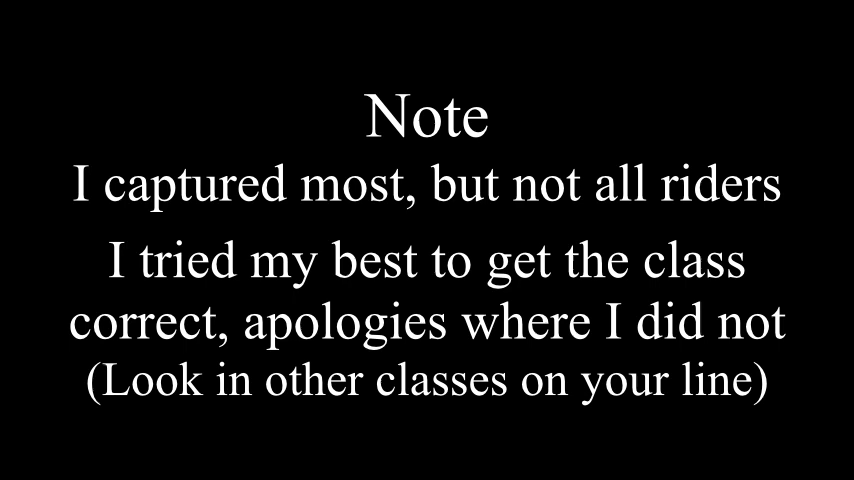 Note
I captured most, but not all riders
I tried my best to get the class
correct, apologies where I did not
(Look in other classes on your line)